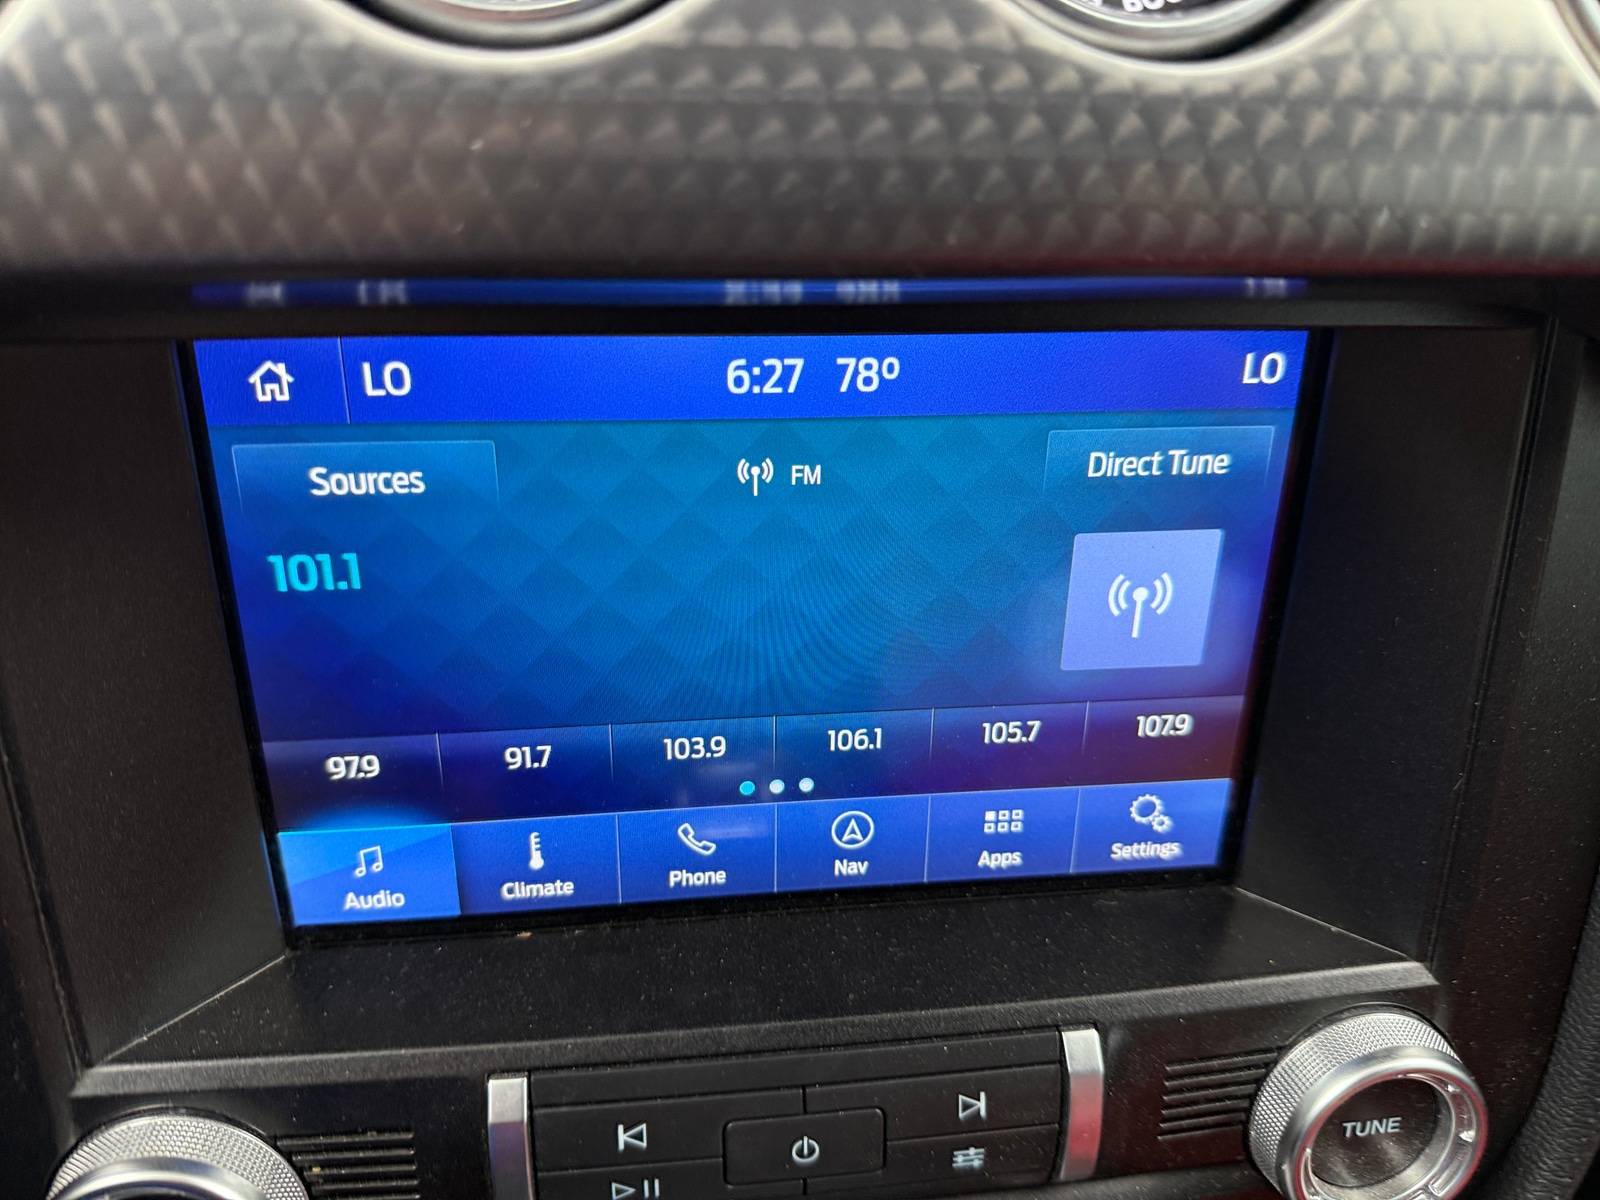 LO 6:27 78° LO
Sources FM Direct Tune
101.1
97.9 91.7 103.9 106.1 105.7 107.9
Audio Climate Phone Nav Apps Settings
TUNE